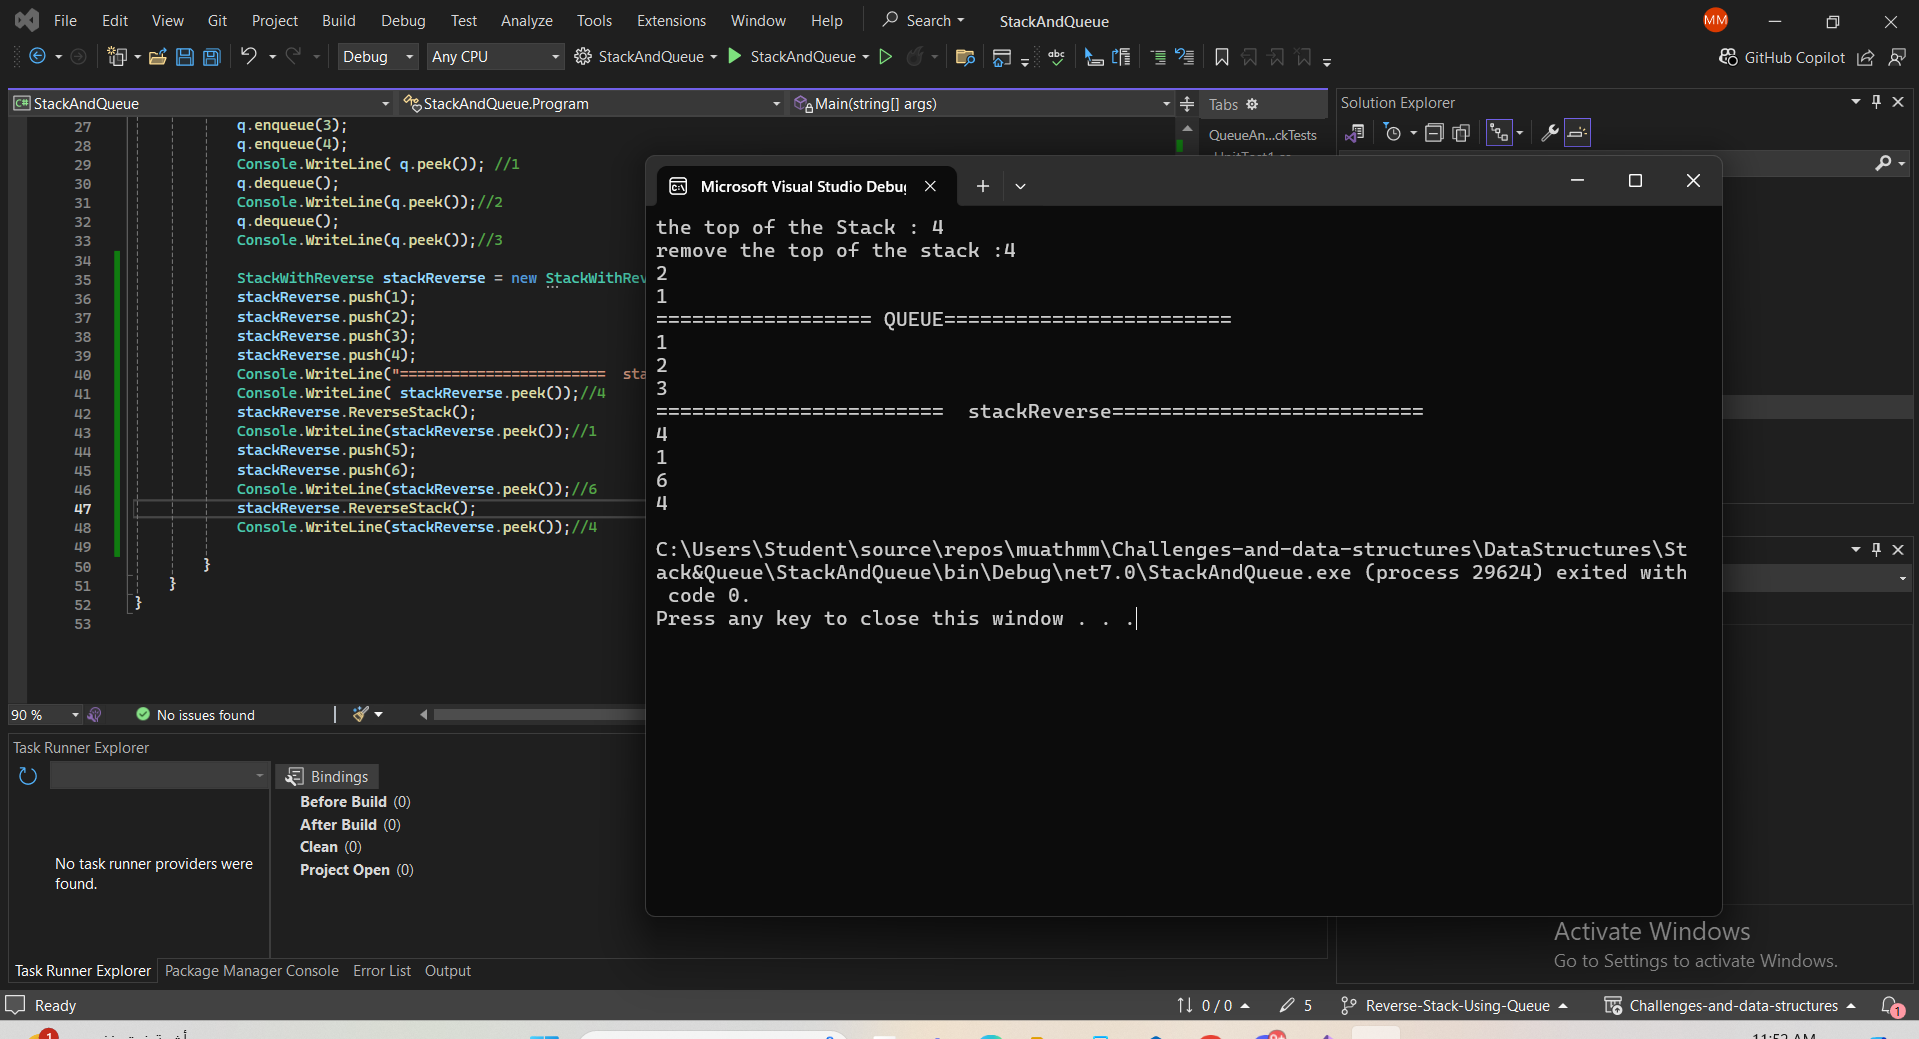 File Edit View Git Project Build Debug Test Analyze Tools Extensions Window Help Search StackAndQueue MM
Debug Any CPU StackAndQueue StackAndQueue GitHub Copilot
C# StackAndQueue StackAndQueue.Program Main(string[] args) Tabs Solution Explorer
QueueAn...ckTests
27 q.enqueue(3);
28 q.enqueue(4);
29 Console.WriteLine( q.peek()); //1
30 q.dequeue();
31 Console.WriteLine(q.peek());//2
32 q.dequeue();
33 Console.WriteLine(q.peek());//3
34
35 StackWithReverse stackReverse = new StackWithRev
36 stackReverse.push(1);
37 stackReverse.push(2);
38 stackReverse.push(3);
39 stackReverse.push(4);
40 Console.WriteLine("======================== sta
41 Console.WriteLine( stackReverse.peek());//4
42 stackReverse.ReverseStack();
43 Console.WriteLine(stackReverse.peek());//1
44 stackReverse.push(5);
45 stackReverse.push(6);
46 Console.WriteLine(stackReverse.peek());//6
47 stackReverse.ReverseStack();
48 Console.WriteLine(stackReverse.peek());//4
49
50 }
51 }
52 }
53
90 % No issues found
Microsoft Visual Studio Debug
the top of the Stack : 4
remove the top of the stack :4
2
1
================== QUEUE========================
1
2
3
======================== stackReverse==========================
4
1
6
4
C:\Users\Student\source\repos\muathmm\Challenges-and-data-structures\DataStructures\St
ack&Queue\StackAndQueue\bin\Debug\net7.0\StackAndQueue.exe (process 29624) exited with
code 0.
Press any key to close this window . . .
Task Runner Explorer
Bindings
Before Build (0)
After Build (0)
Clean (0)
Project Open (0)
No task runner providers were
found.
Activate Windows
Go to Settings to activate Windows.
Task Runner Explorer Package Manager Console Error List Output
Ready 0 / 0 5 Reverse-Stack-Using-Queue Challenges-and-data-structures 1
1 11:52 AM